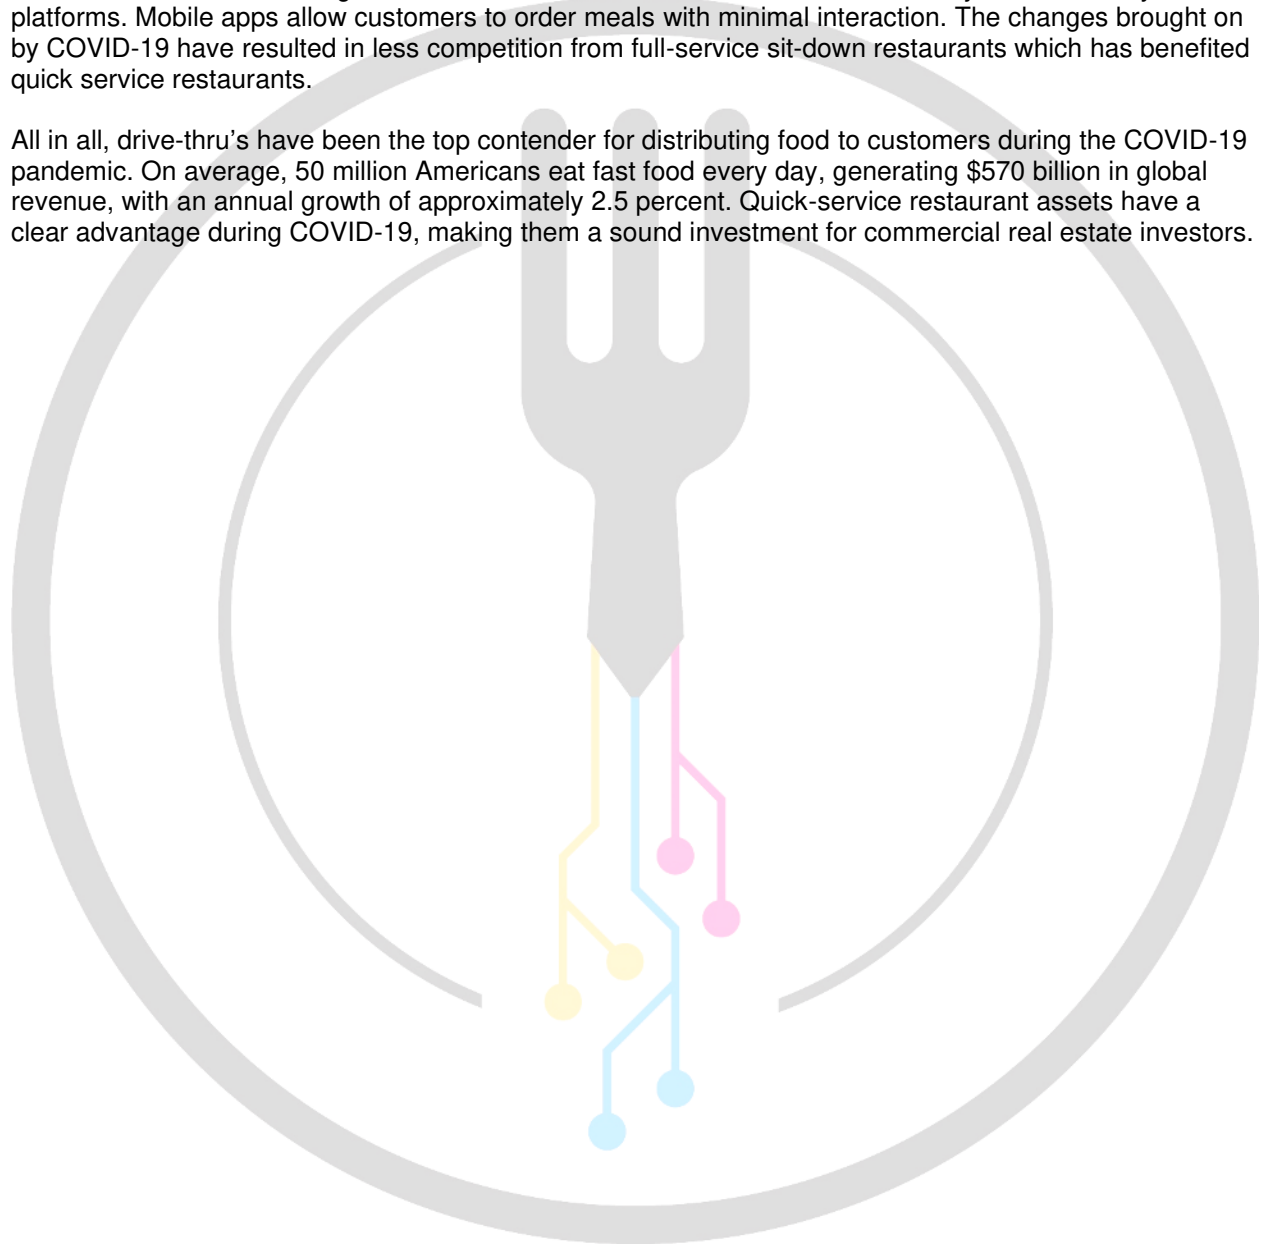 platforms. Mobile apps allow customers to order meals with minimal interaction. The changes brought on
by COVID-19 have resulted in less competition from full-service sit-down restaurants which has benefited
quick service restaurants.
All in all, drive-thru’s have been the top contender for distributing food to customers during the COVID-19
pandemic. On average, 50 million Americans eat fast food every day, generating $570 billion in global
revenue, with an annual growth of approximately 2.5 percent. Quick-service restaurant assets have a
clear advantage during COVID-19, making them a sound investment for commercial real estate investors.